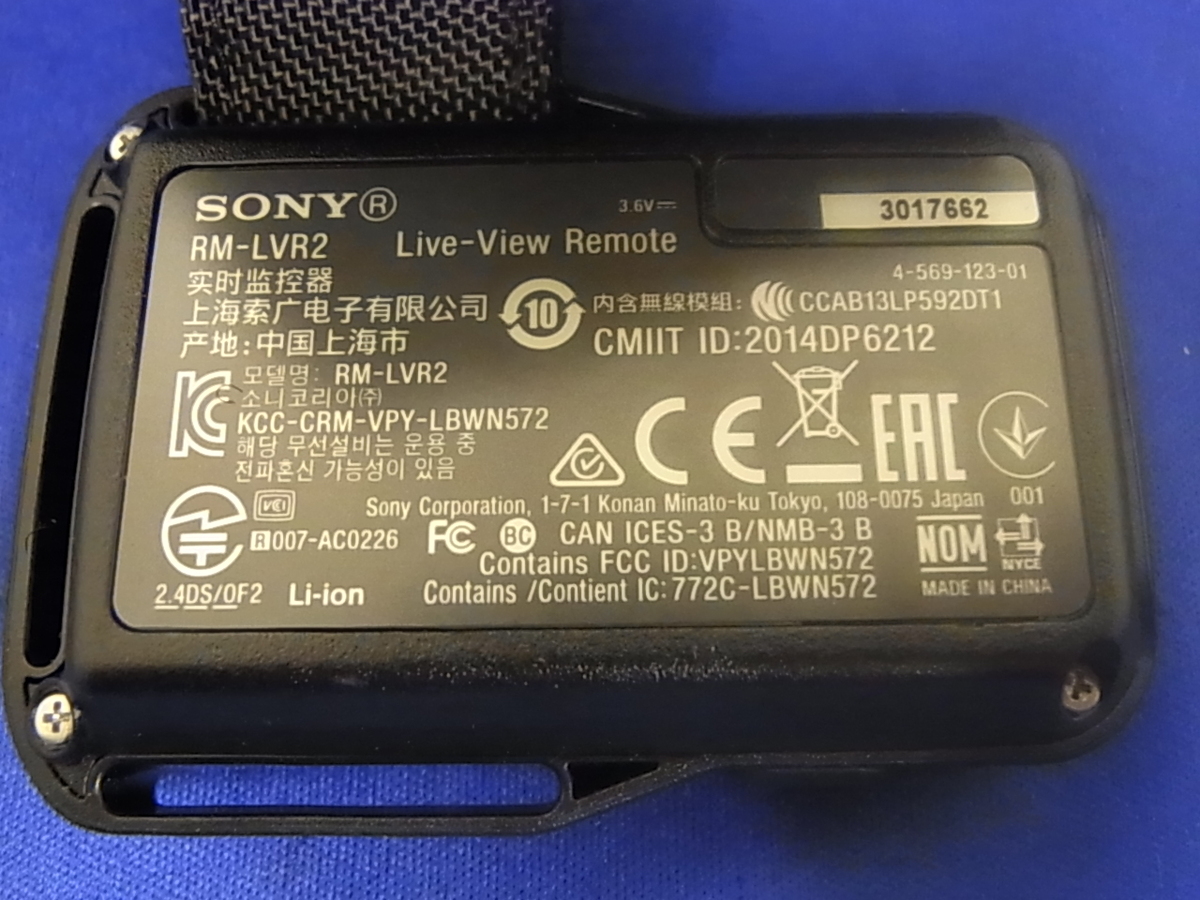 SONY®
3.6V⎓
3017662
RM-LVR2 Live-View Remote
4-569-123-01
实时监控器
上海索广电子有限公司
产地:中国上海市
10
内含無線模組: CCAB13LP592DT1
CMIIT ID:2014DP6212
모델명: RM-LVR2
소니코리아㈜
KCC-CRM-VPY-LBWN572
해당 무선설비는 운용 중
전파혼신 가능성이 있음
CE EAC
001
Sony Corporation, 1-7-1 Konan Minato-ku Tokyo, 108-0075 Japan
VCI
R 007-AC0226
FC BC CAN ICES-3 B/NMB-3 B
NOM NYCE
Contains FCC ID:VPYLBWN572
2.4DS/OF2 Li-ion
Contains /Contient IC:772C-LBWN572
MADE IN CHINA